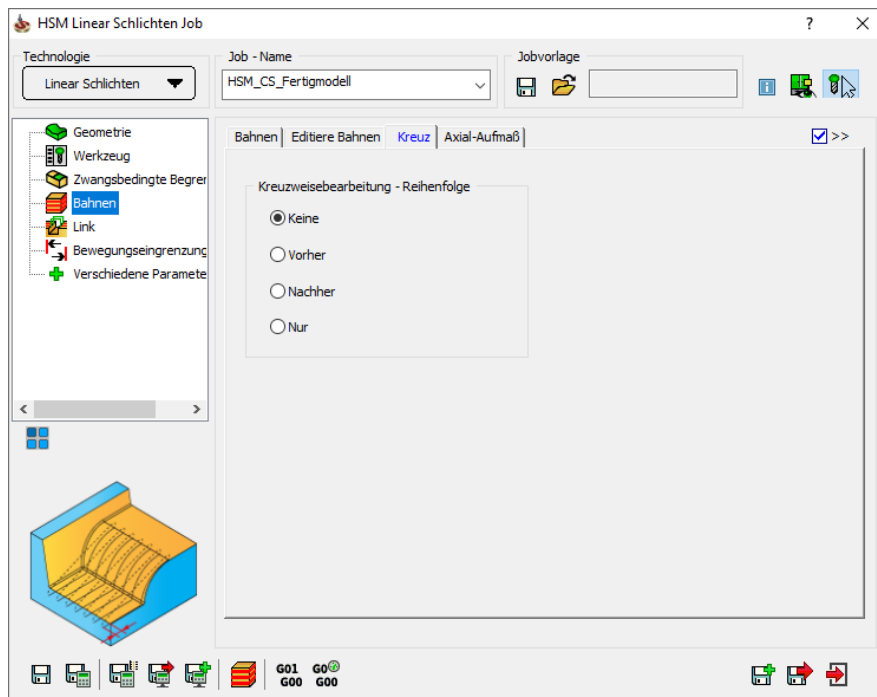 HSM Linear Schlichten Job
Technologie
Linear Schlichten
Job - Name
HSM_CS_Fertigmodell
Jobvorlage
Geometrie
Werkzeug
Zwangsbedingte Begrer
Bahnen
Link
Bewegungseingrenzung
Verschiedene Paramete
Bahnen Editiere Bahnen Kreuz Axial-Aufmaß
>>
Kreuzweisebearbeitung - Reihenfolge
Keine
Vorher
Nachher
Nur
G01 G0
G00 G00